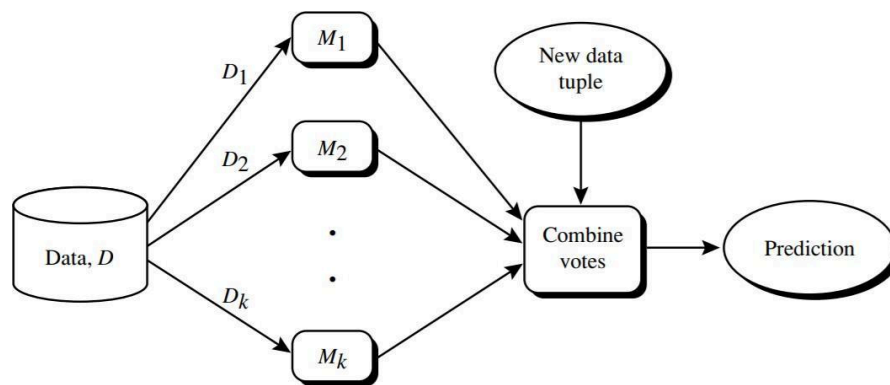 M1
D1
New data
tuple
D2
M2
Data, D
Combine
votes
Prediction
Dk
Mk